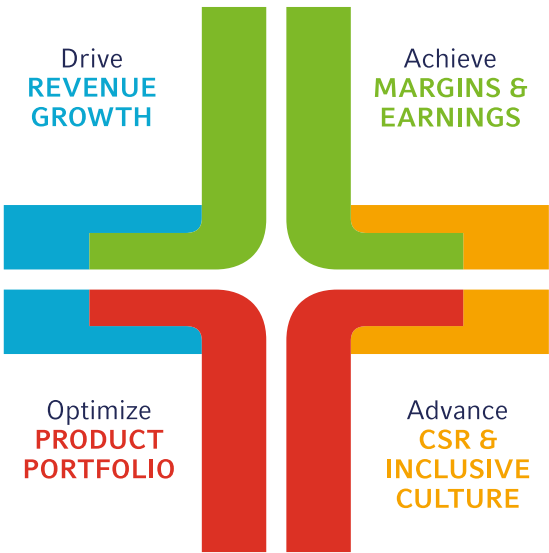 Drive
REVENUE
GROWTH
Achieve
MARGINS &
EARNINGS
Optimize
PRODUCT
PORTFOLIO
Advance
CSR &
INCLUSIVE
CULTURE